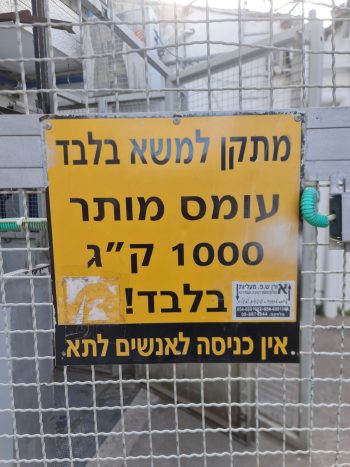 מתקן למשא בלבד
עומס מותר
1000 ק"ג
בלבד!
אין כניסה לאנשים לתא